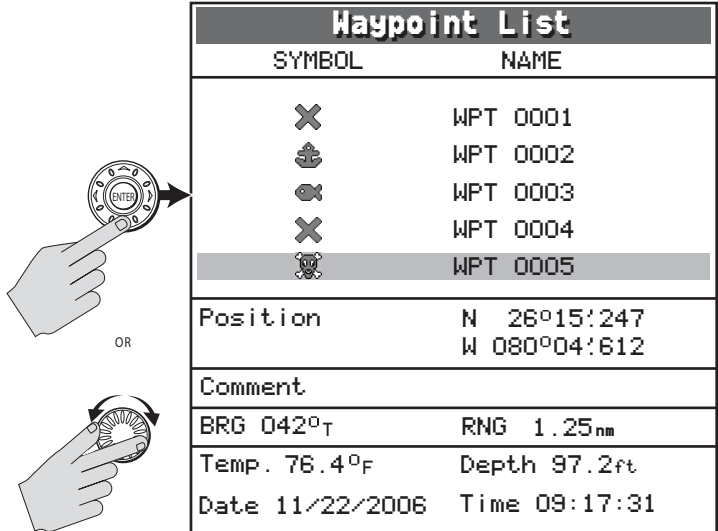 Waypoint List
SYMBOL NAME
WPT 0001
WPT 0002
WPT 0003
WPT 0004
WPT 0005
ENTER
OR
Position N 26°15.'247
W 080°04.'612
Comment
BRG 042°T RNG 1.25nm
Temp. 76.4°F Depth 97.2ft
Date 11/22/2006 Time 09:17:31